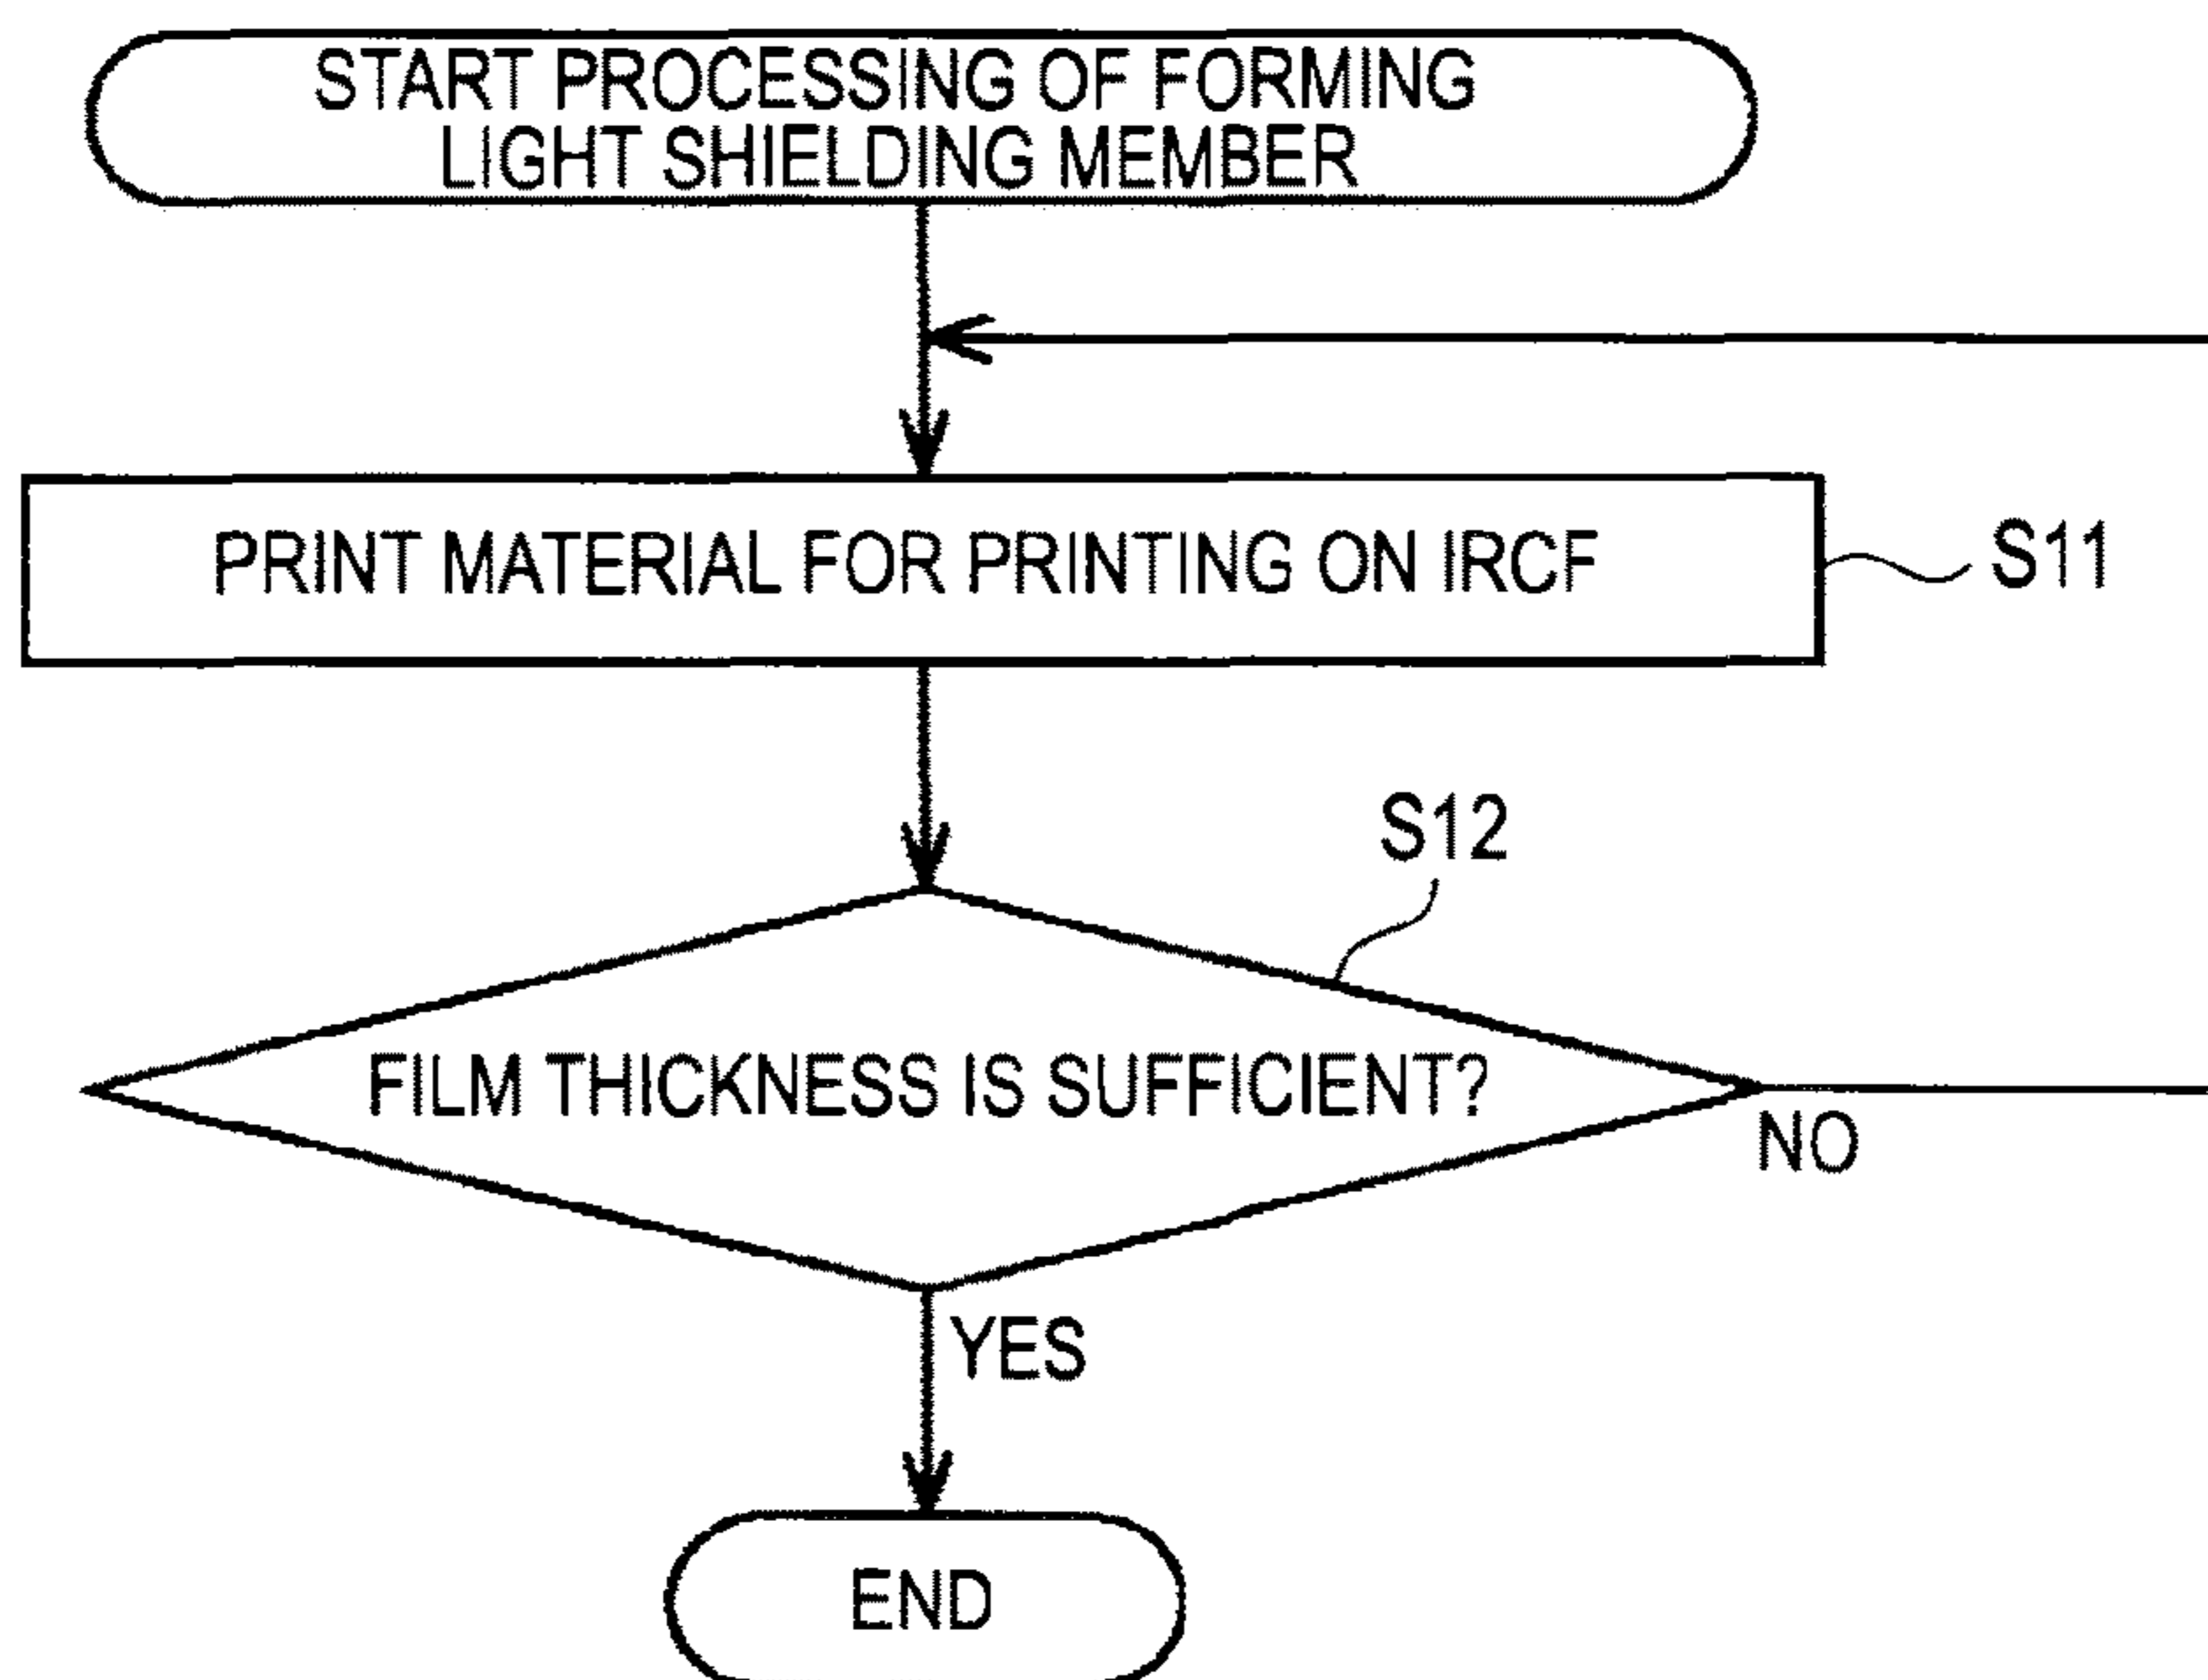 START PROCESSING OF FORMING
LIGHT SHIELDING MEMBER
PRINT MATERIAL FOR PRINTING ON IRCF
S11
S12
FILM THICKNESS IS SUFFICIENT?
NO
YES
END